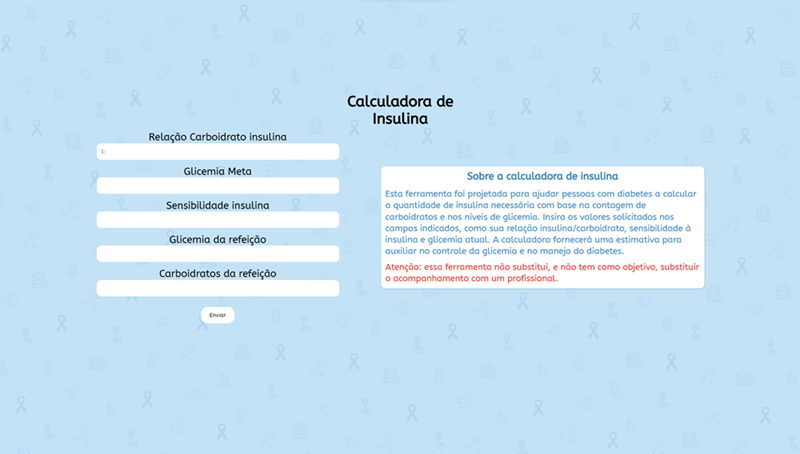 Calculadora de
Insulina
Relação Carboidrato insulina
Glicemia Meta
Sensibilidade insulina
Glicemia da refeição
Carboidratos da refeição
Enviar
Sobre a calculadora de insulina
Esta ferramenta foi projetada para ajudar pessoas com diabetes a calcular
a quantidade de insulina necessária com base na contagem de
carboidratos e nos níveis de glicemia. Insira os valores solicitados nos
campos indicados, como sua relação insulina/carboidrato, sensibilidade à
insulina e glicemia atual. A calculadora fornecerá uma estimativa para
auxiliar no controle da glicemia e no manejo do diabetes.
Atenção: essa ferramenta não substitui, e não tem como objetivo, substituir
o acompanhamento com um profissional.